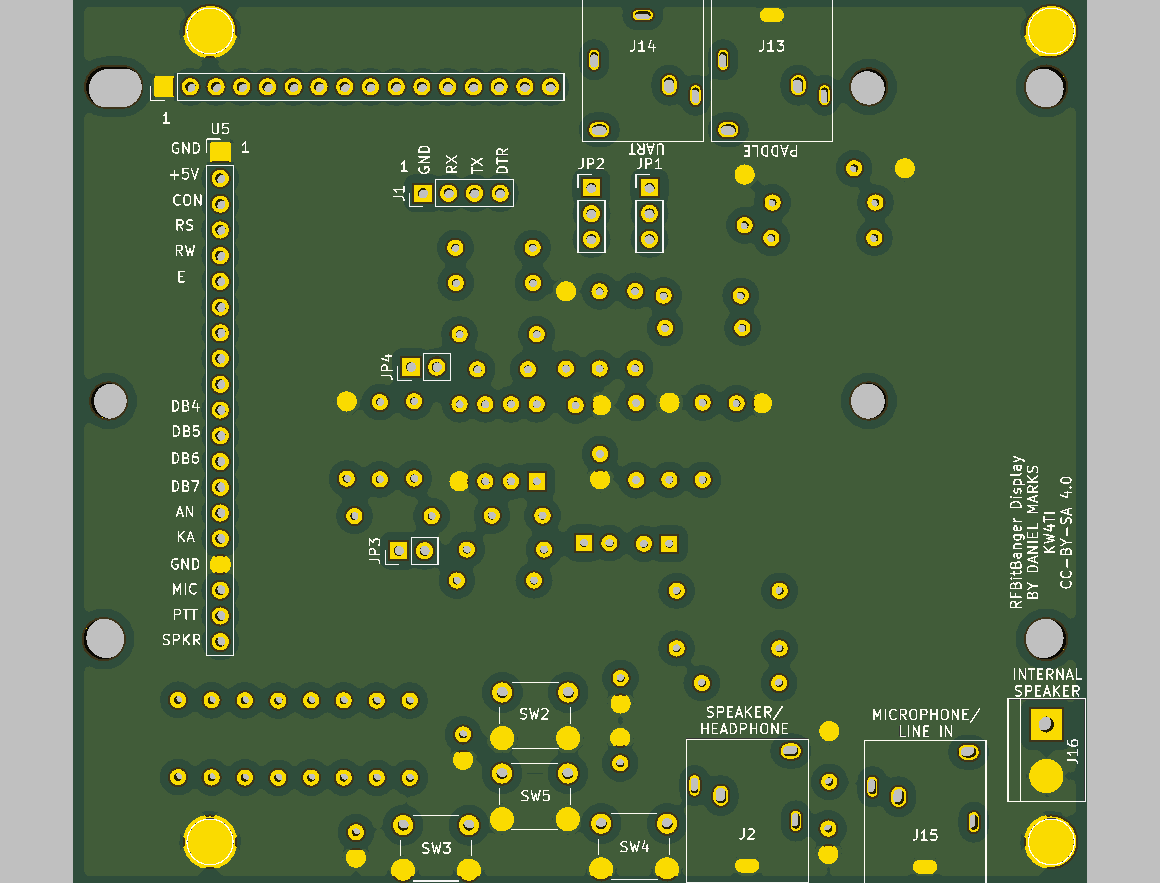 J14
J13
1
U5
GND
1
+5V
CON
RS
RW
E
DB4
DB5
DB6
DB7
AN
KA
GND
MIC
PTT
SPKR
1
GND
RX
TX
DTR
J1
UART
PADDLE
JP2
JP1
JP4
JP3
RFBitBanger Display
BY DANIEL MARKS
KW4TI
CC-BY-SA 4.0
INTERNAL
SPEAKER
J16
SW2
SPEAKER/
HEADPHONE
MICROPHONE/
LINE IN
SW5
SW3
SW4
J2
J15